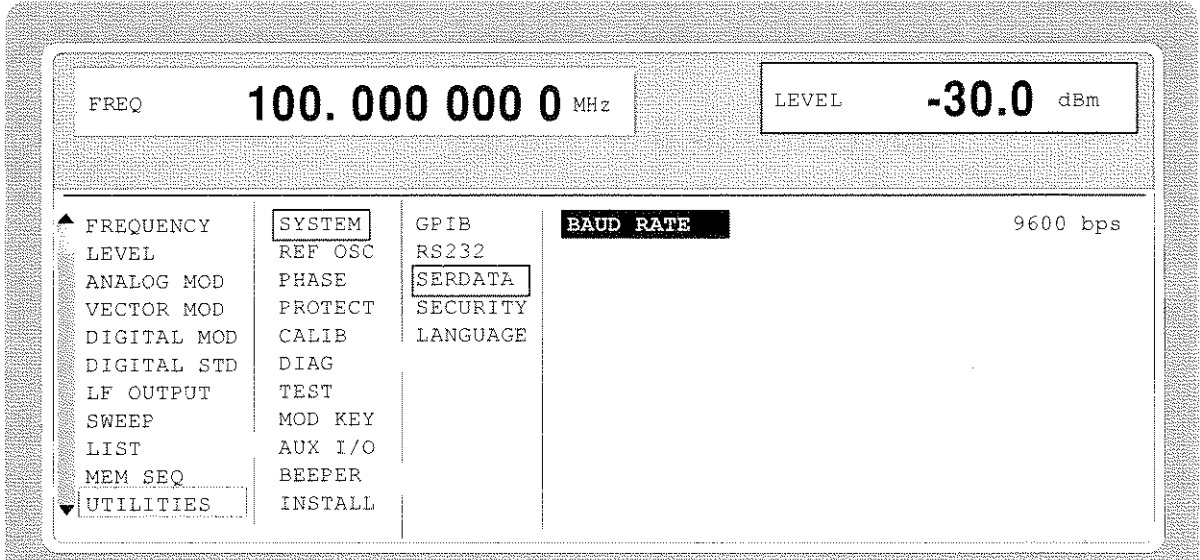 FREQ 100. 000 000 0 MHz LEVEL -30.0 dBm
FREQUENCY SYSTEM GPIB BAUD RATE 9600 bps
LEVEL REF OSC RS232
ANALOG MOD PHASE SERDATA
VECTOR MOD PROTECT SECURITY
DIGITAL MOD CALIB LANGUAGE
DIGITAL STD DIAG
LF OUTPUT TEST
SWEEP MOD KEY
LIST AUX I/O
MEM SEQ BEEPER
UTILITIES INSTALL